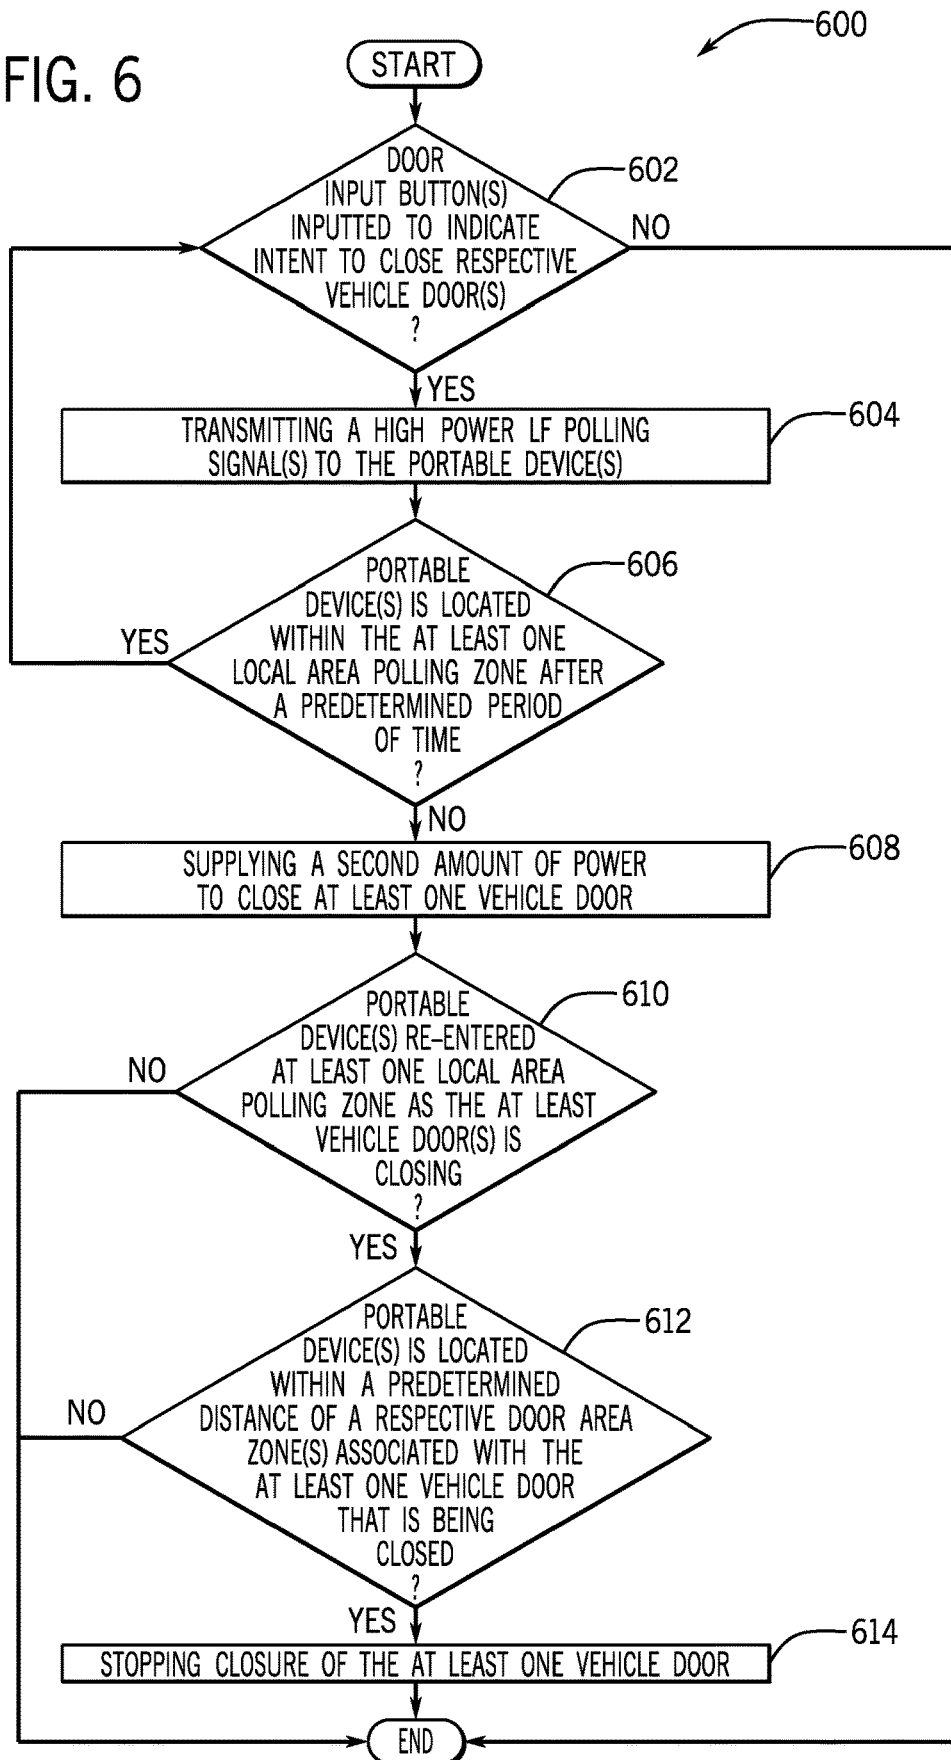 600
FIG. 6
START
DOOR
INPUT BUTTON(S)
INPUTTED TO INDICATE
INTENT TO CLOSE RESPECTIVE
VEHICLE DOOR(S)
?
602
NO
YES
TRANSMITTING A HIGH POWER LF POLLING
SIGNAL(S) TO THE PORTABLE DEVICE(S)
604
PORTABLE
DEVICE(S) IS LOCATED
WITHIN THE AT LEAST ONE
LOCAL AREA POLLING ZONE AFTER
A PREDETERMINED PERIOD
OF TIME
?
606
YES
NO
SUPPLYING A SECOND AMOUNT OF POWER
TO CLOSE AT LEAST ONE VEHICLE DOOR
608
PORTABLE
DEVICE(S) RE-ENTERED
AT LEAST ONE LOCAL AREA
POLLING ZONE AS THE AT LEAST
VEHICLE DOOR(S) IS
CLOSING
?
610
NO
YES
PORTABLE
DEVICE(S) IS LOCATED
WITHIN A PREDETERMINED
DISTANCE OF A RESPECTIVE DOOR AREA
ZONE(S) ASSOCIATED WITH THE
AT LEAST ONE VEHICLE DOOR
THAT IS BEING
CLOSED
?
612
NO
YES
STOPPING CLOSURE OF THE AT LEAST ONE VEHICLE DOOR
614
END